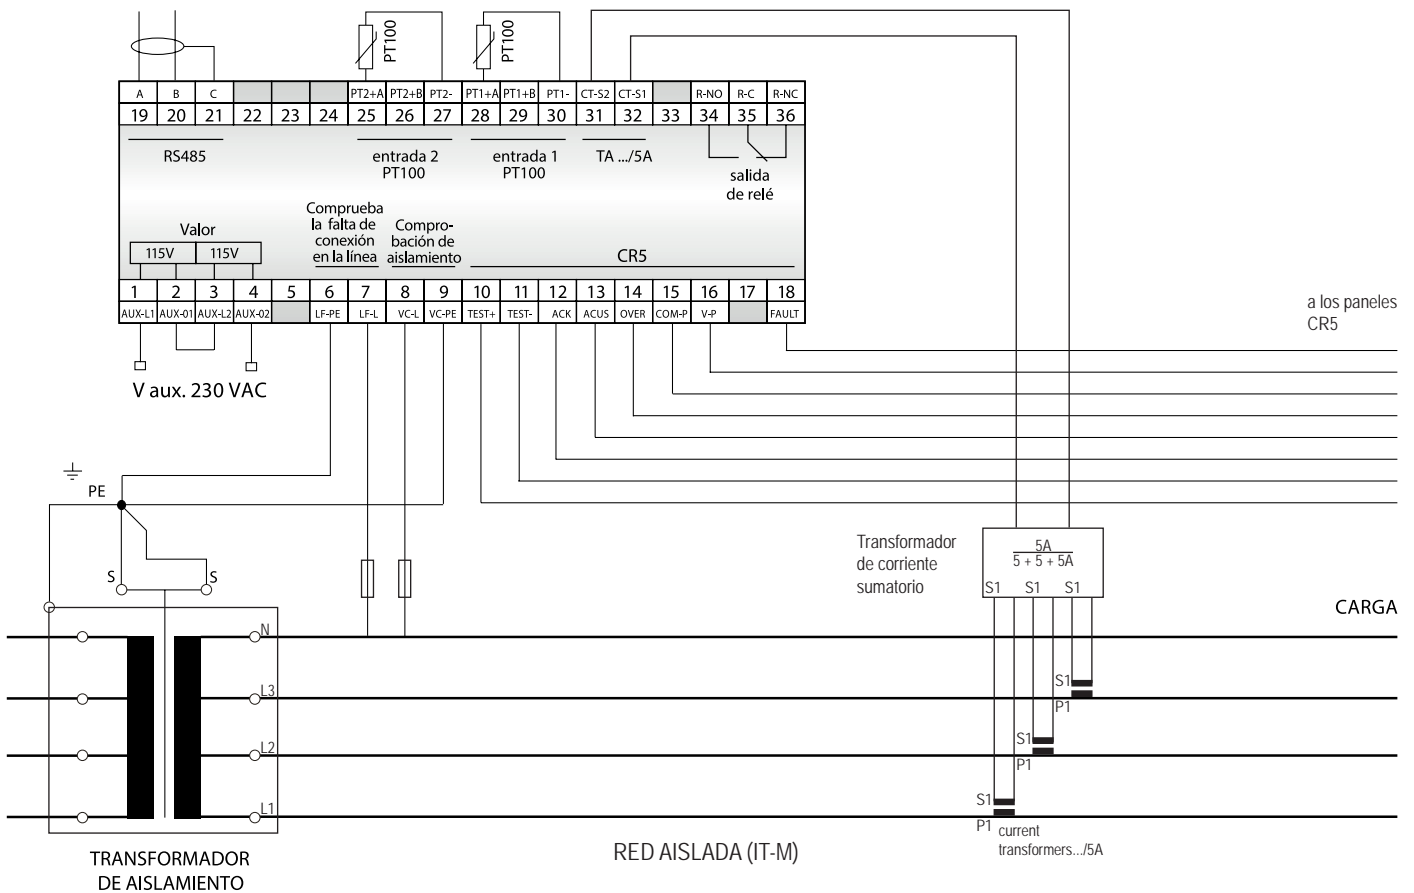 PT100
PT100
A B C PT2+A PT2+B PT2- PT1+A PT1+B PT1- CT-S2 CT-S1 R-NO R-C R-NC
19 20 21 22 23 24 25 26 27 28 29 30 31 32 33 34 35 36
RS485
entrada 2
PT100
entrada 1
PT100
TA .../5A
salida
de relé
Valor
115V 115V
Comprueba
la falta de
conexión
en la línea
Compro-
bación de
aislamiento
CR5
1 2 3 4 5 6 7 8 9 10 11 12 13 14 15 16 17 18
AUX-L1 AUX-01 AUX-L2 AUX-02 LF-PE LF-L VC-L VC-PE TEST+ TEST- ACK ACUS OVER COM-P V-P FAULT
V aux. 230 VAC
a los paneles
CR5
PE
S S
Transformador
de corriente
sumatorio
5A
5 + 5 + 5A
S1 S1 S1
CARGA
N
L3
S1
P1
L2
S1
P1
L1
S1
P1
current
transformers.../5A
RED AISLADA (IT-M)
TRANSFORMADOR
DE AISLAMIENTO